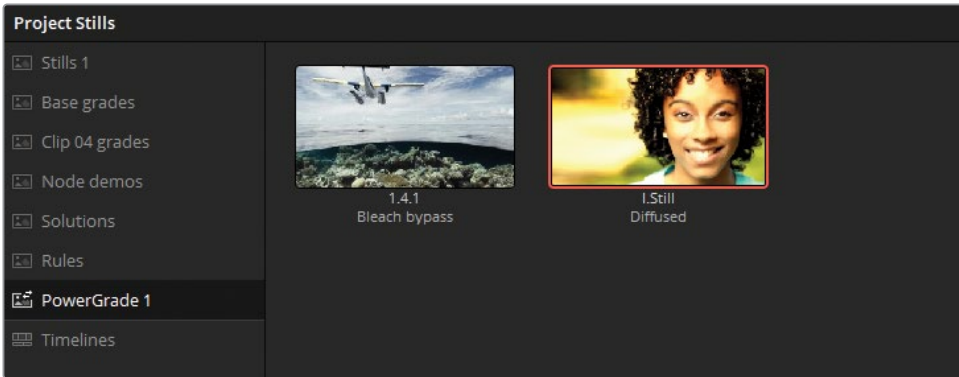 Project Stills
Stills 1
Base grades
Clip 04 grades
Node demos
Solutions
Rules
PowerGrade 1
Timelines
1.4.1
Bleach bypass
I.Still
Diffused